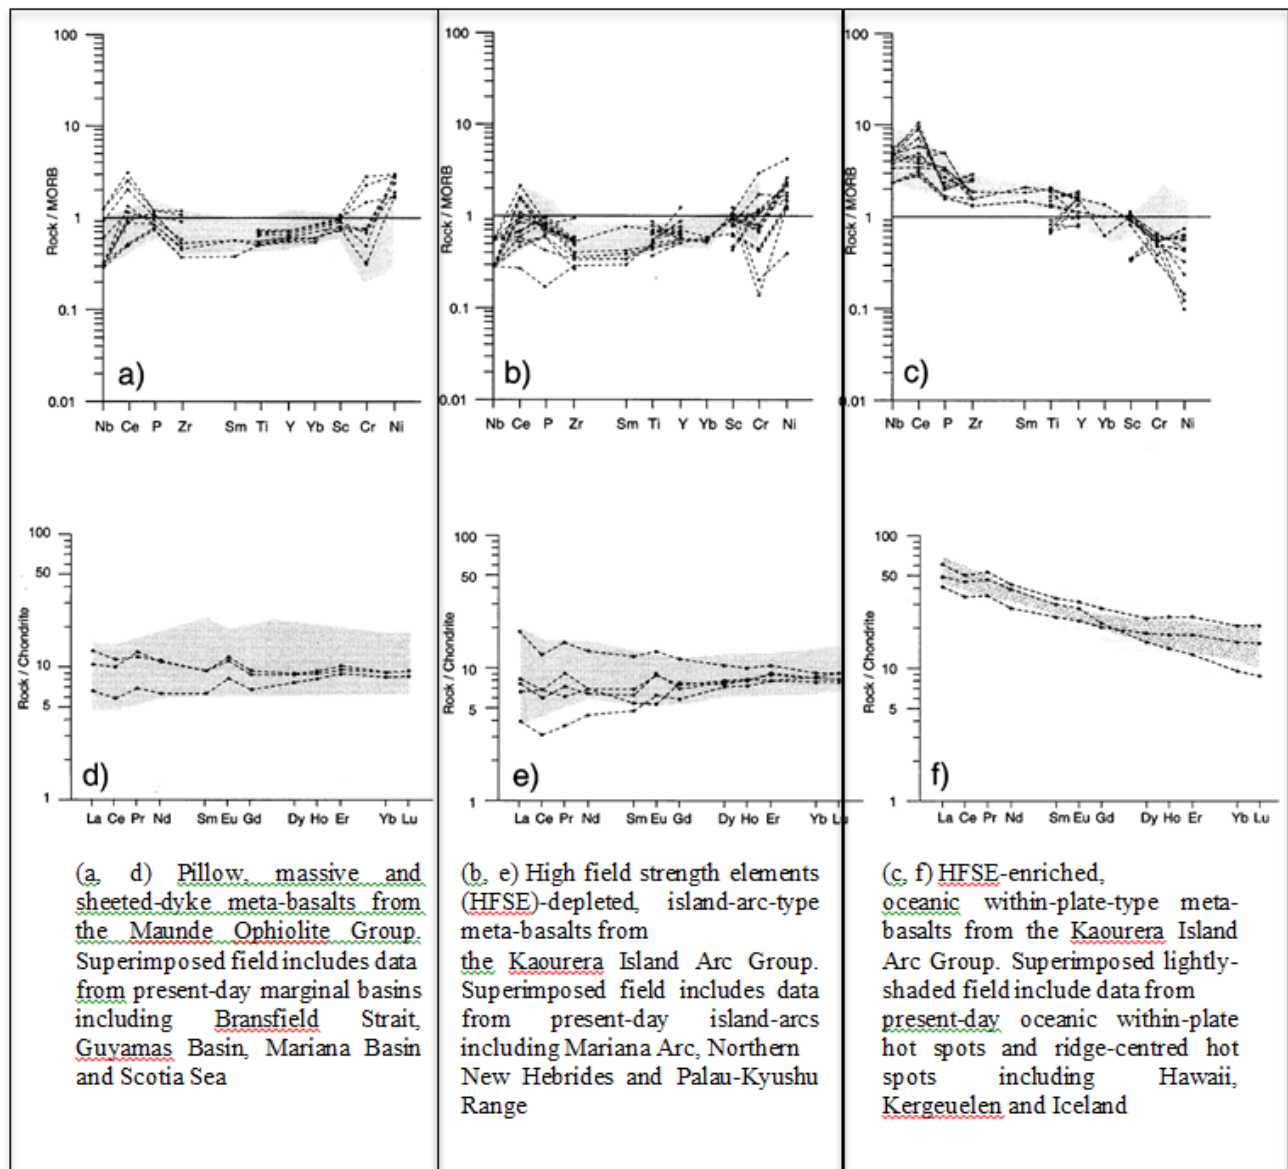 100
10
1
0.1
0.01
Rock / MORB
a)
Nb Ce P Zr Sm Ti Y Yb Sc Cr Ni
100
10
1
0.1
0.01
Rock / MORB
b)
Nb Ce P Zr Sm Ti Y Yb Sc Cr Ni
100
10
1
0.1
0.01
Rock / MORB
c)
Nb Ce P Zr Sm Ti Y Yb Sc Cr Ni
100
50
10
5
1
Rock / Chondrite
d)
La Ce Pr Nd Sm Eu Gd Dy Ho Er Yb Lu
100
50
10
5
1
Rock / Chondrite
e)
La Ce Pr Nd Sm Eu Gd Dy Ho Er Yb Lu
100
50
10
5
1
Rock / Chondrite
f)
La Ce Pr Nd Sm Eu Gd Dy Ho Er Yb Lu
(a, d) Pillow, massive and
sheeted-dyke meta-basalts from
the Maunde Ophiolite Group.
Superimposed field includes data
from present-day marginal basins
including Bransfield Strait,
Guyamas Basin, Mariana Basin
and Scotia Sea
(b, e) High field strength elements
(HFSE)-depleted, island-arc-type
meta-basalts from
the Kaourera Island Arc Group.
Superimposed field includes data
from present-day island-arcs
including Mariana Arc, Northern
New Hebrides and Palau-Kyushu
Range
(c, f) HFSE-enriched,
oceanic within-plate-type meta-
basalts from the Kaourera Island
Arc Group. Superimposed lightly-
shaded field include data from
present-day oceanic within-plate
hot spots and ridge-centred hot
spots including Hawaii,
Kergeuelen and Iceland